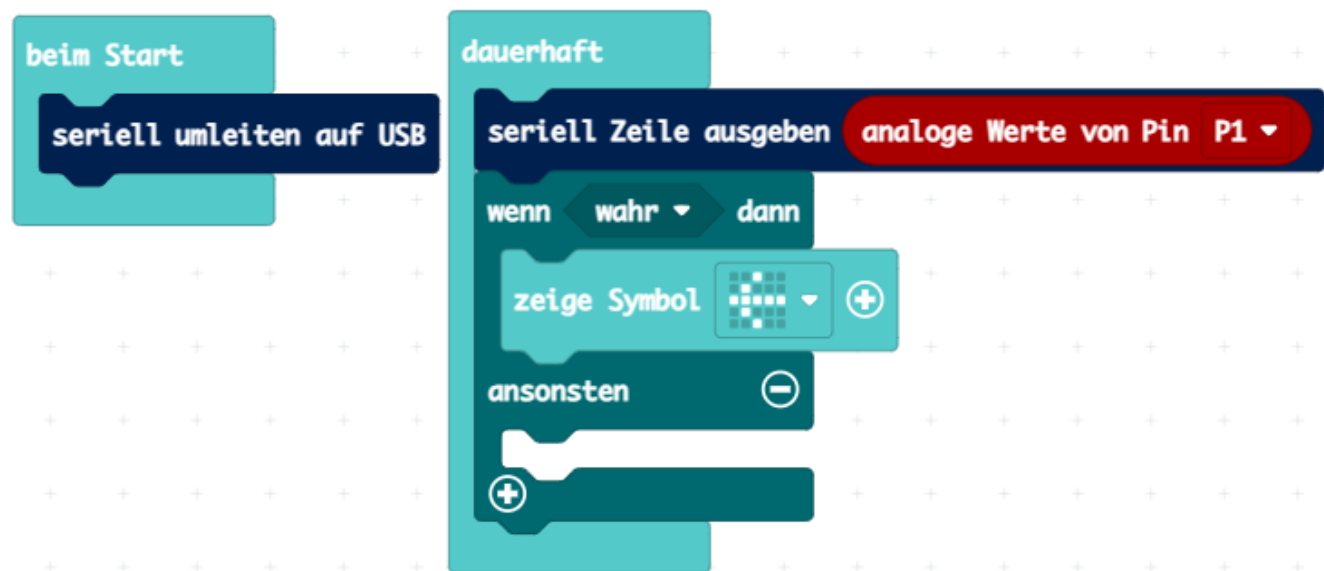 beim Start
seriell umleiten auf USB
dauerhaft
seriell Zeile ausgeben analoge Werte von Pin P1
wenn wahr dann
zeige Symbol
ansonsten